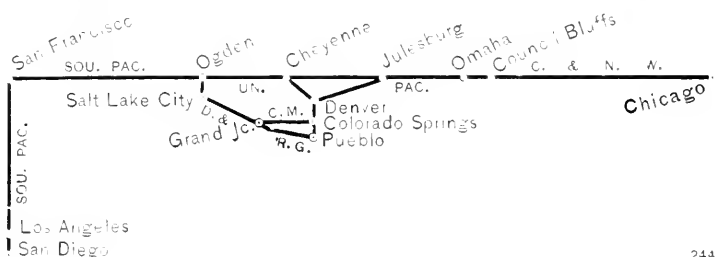 San Francisco
Ogden
Cheyenne
Julesburg
Omaha
Council Bluffs
SOU. PAC.
UN.
PAC.
C. & N. W.
Salt Lake City
D. &
C. M.
Denver
Chicago
Grand Jc.
Colorado Springs
R. G.
Pueblo
SOU. PAC.
Los Angeles
San Diego
244